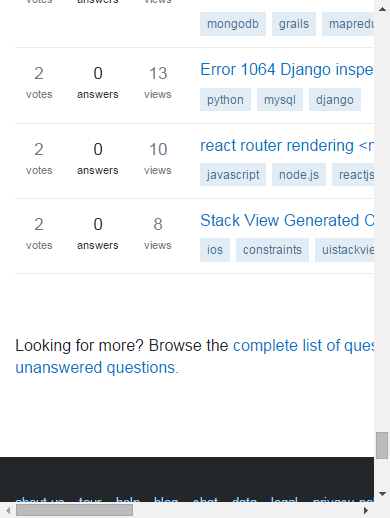 votes answers views
mongodb grails mapredu
2 0 13 Error 1064 Django inspe
votes answers views
python mysql django
2 0 10 react router rendering <n
votes answers views
javascript node.js reactjs
2 0 8 Stack View Generated C
votes answers views
ios constraints uistackvie
Looking for more? Browse the complete list of ques
unanswered questions.
about us tour help blog chat data legal privacy po